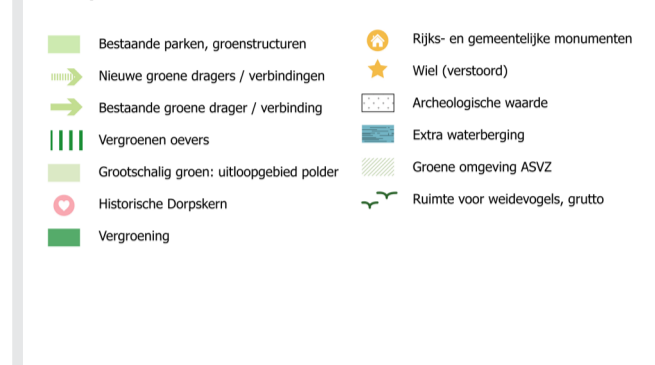 Bestaande parken, groenstructuren
Nieuwe groene dragers / verbindingen
Bestaande groene drager / verbinding
Vergroenen oevers
Grootschalig groen: uitloopgebied polder
Historische Dorpskern
Vergroening
Rijks- en gemeentelijke monumenten
Wiel (verstoord)
Archeologische waarde
Extra waterberging
Groene omgeving ASVZ
Ruimte voor weidevogels, grutto